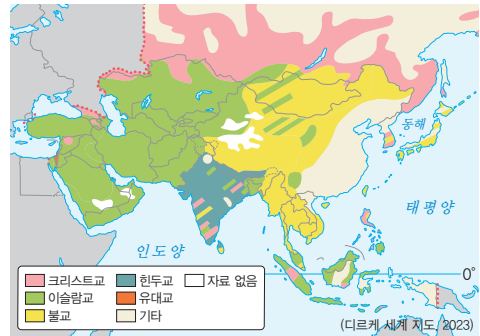 동해
태평양
인도양
0°
크리스트교 힌두교 자료 없음
이슬람교 유대교
불교 기타
(디르케 세계 지도, 2023)